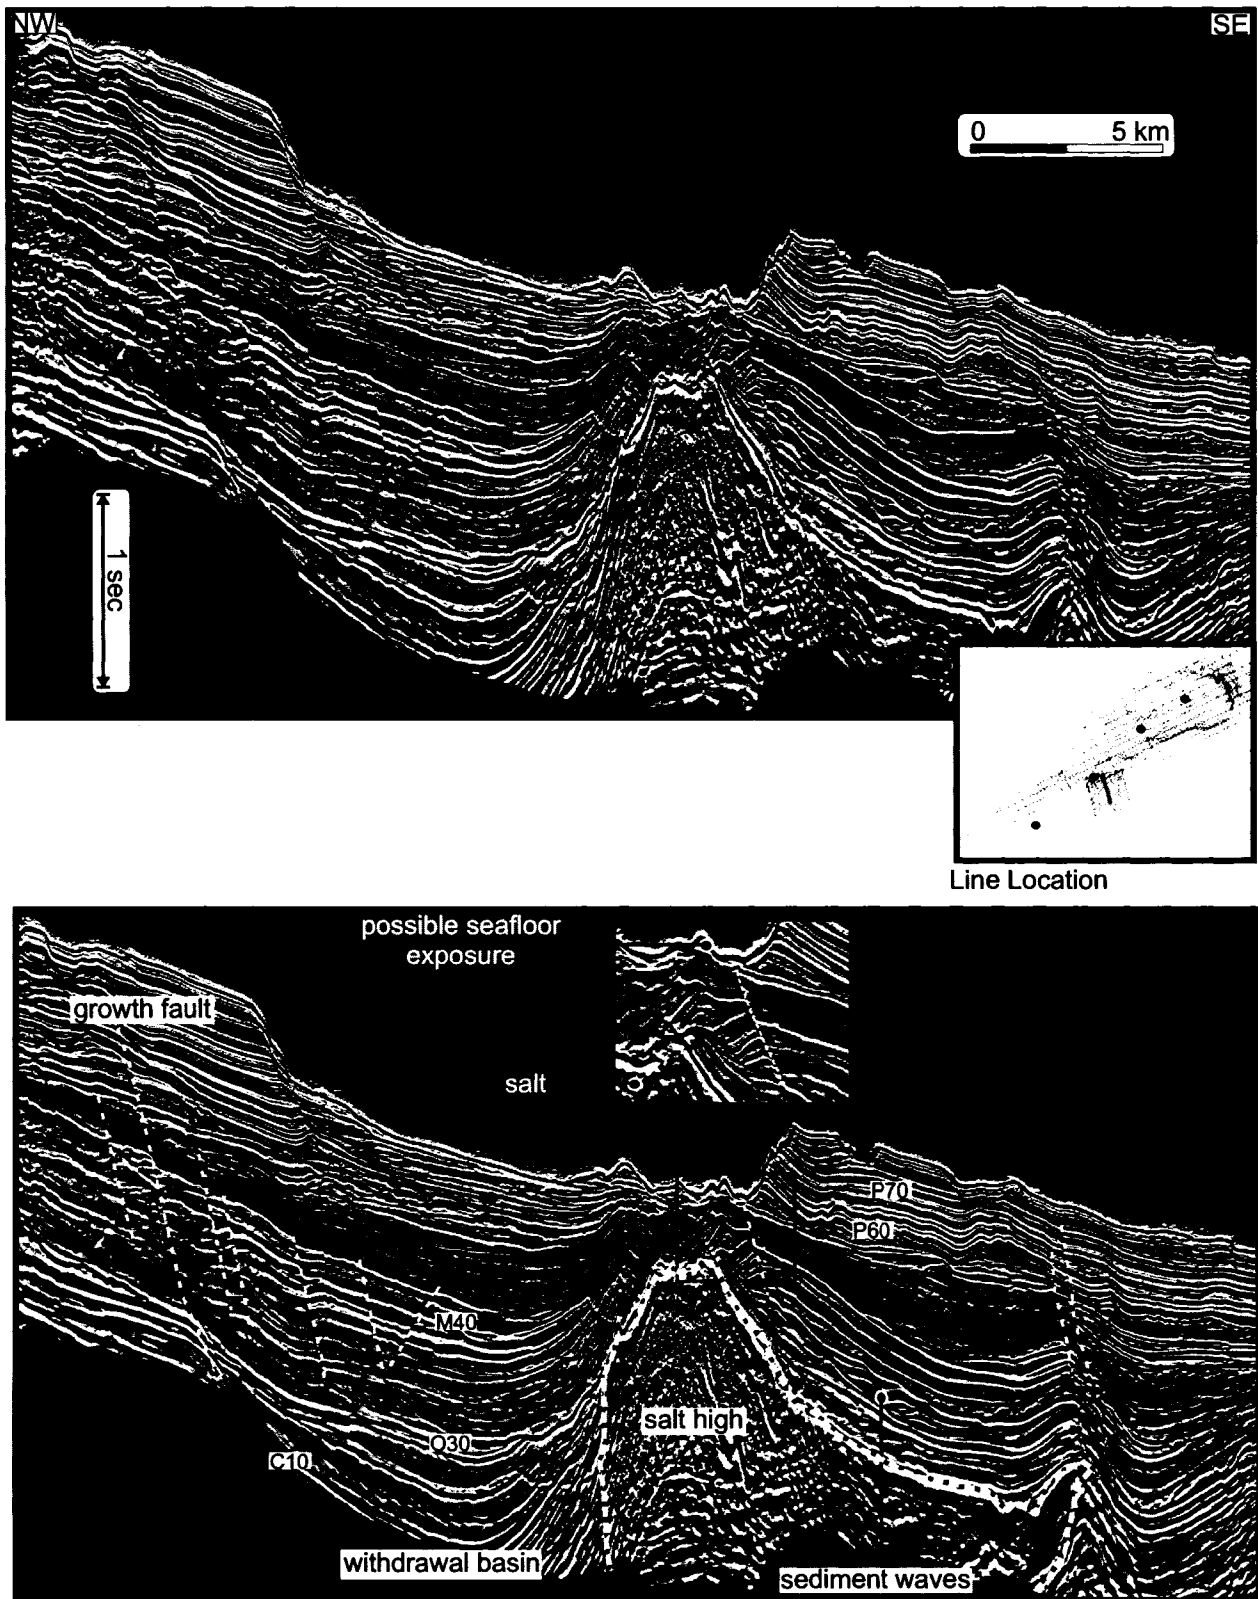 NW
SE
0 5 km
1 sec
Line Location
possible seafloor
exposure
growth fault
salt
P70
P60
M40
salt high
O30
C10
withdrawal basin
sediment waves